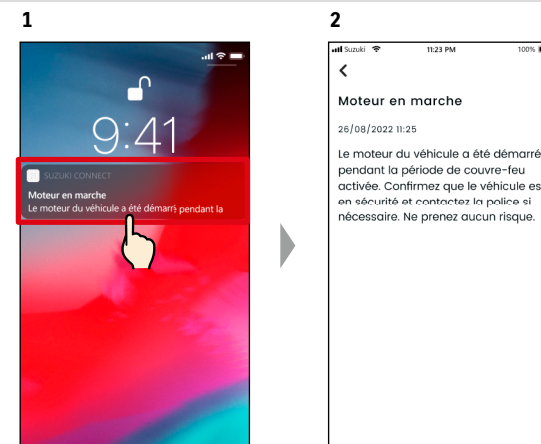 1
9:41
SUZUKI CONNECT
Moteur en marche
Le moteur du véhicule a été démarré pendant la
2
Suzuki 11:23 PM 100%
Moteur en marche
26/08/2022 11:25
Le moteur du véhicule a été démarré
pendant la période de couvre-feu
activée. Confirmez que le véhicule es
en sécurité et contactez la police si
nécessaire. Ne prenez aucun risque.